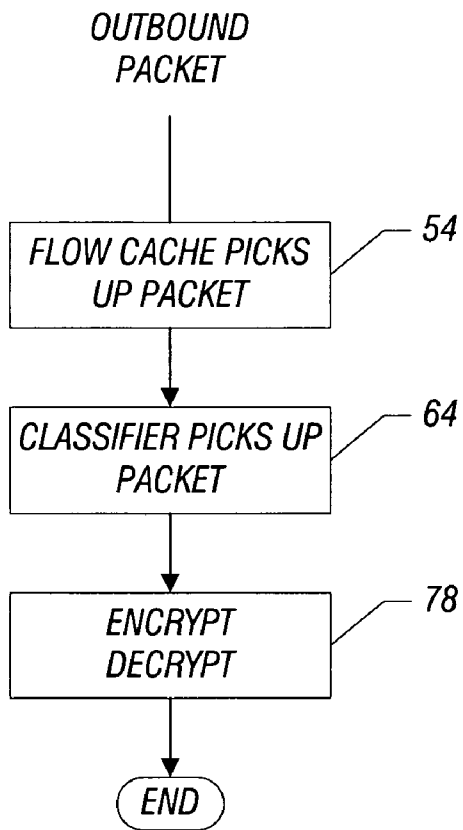 OUTBOUND
PACKET
54
FLOW CACHE PICKS
UP PACKET
64
CLASSIFIER PICKS UP
PACKET
78
ENCRYPT
DECRYPT
END